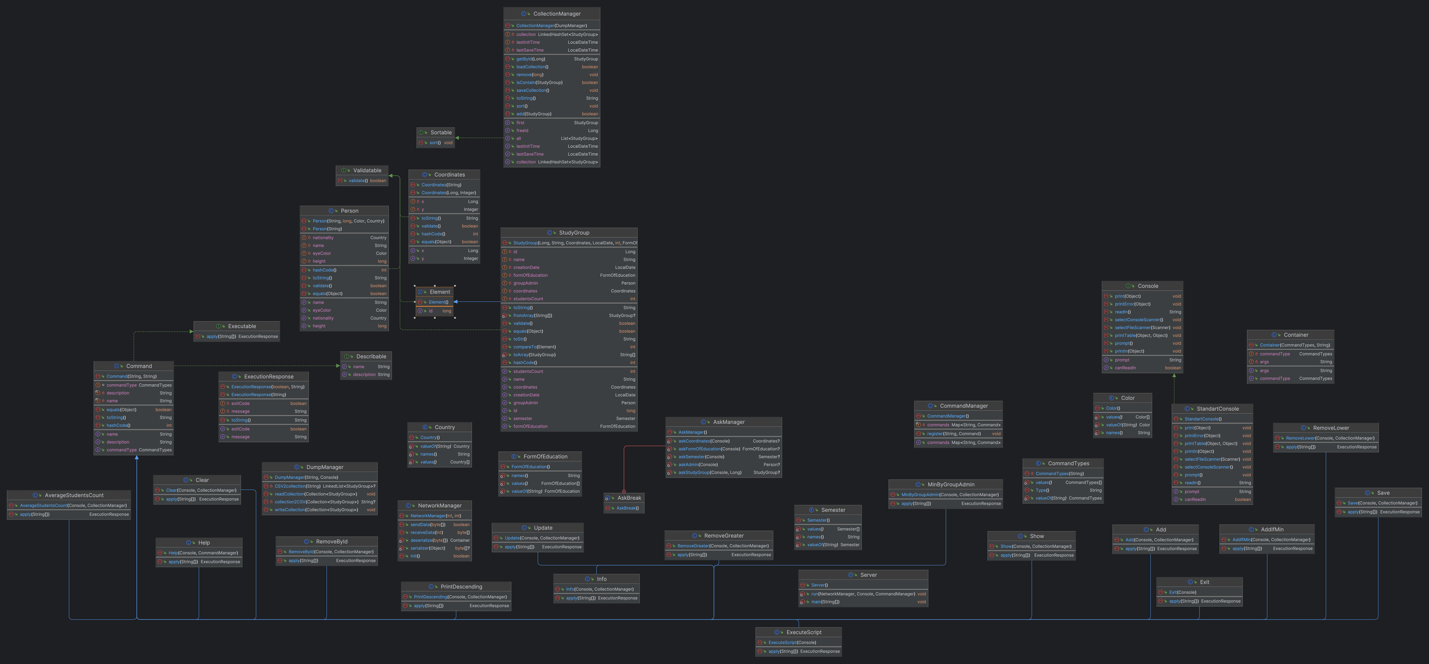 CollectionManager
CollectionManager(DumpManager)
collection LinkedHashSet<StudyGroup>
lastInitTime LocalDateTime
lastSaveTime LocalDateTime
getById(Long) StudyGroup
loadCollection() boolean
remove(long) void
isContain(StudyGroup) boolean
saveCollection() void
toString() String
sort() void
add(StudyGroup) boolean
first StudyGroup
freeId Long
all List<StudyGroup>
lastInitTime LocalDateTime
lastSaveTime LocalDateTime
collection LinkedHashSet<StudyGroup>
Sortable
sort() void
Validatable
validate() boolean
Coordinates
Coordinates(String)
Coordinates(Long, Integer)
x Long
y Integer
toString() String
validate() boolean
hashCode() int
equals(Object) boolean
x Long
y Integer
Person
Person(String, long, Color, Country)
Person(String)
nationality Country
name String
eyeColor Color
height long
hashCode() int
toString() String
validate() boolean
equals(Object) boolean
name String
eyeColor Color
nationality Country
height long
StudyGroup
StudyGroup(Long, String, Coordinates, LocalDate, int, FormOf
id Long
name String
creationDate LocalDate
formOfEducation FormOfEducation
groupAdmin Person
coordinates Coordinates
studentsCount int
toString() String
fromArray(String[]) StudyGroup?
validate() boolean
equals(Object) boolean
toStr() String
compareTo(Element) int
toArray(StudyGroup) String[]
hashCode() int
studentsCount int
name String
coordinates Coordinates
creationDate LocalDate
groupAdmin Person
id long
semester Semester
formOfEducation FormOfEducation
Element
Element()
id long
Executable
apply(String[]) ExecutionResponse
Describable
name String
description String
Command
Command(String, String)
commandType CommandTypes
description String
name String
equals(Object) boolean
toString() String
hashCode() int
name String
description String
commandType CommandTypes
ExecutionResponse
ExecutionResponse(boolean, String)
ExecutionResponse(String)
exitCode boolean
message String
toString() String
exitCode boolean
message String
Console
print(Object) void
printError(Object) void
readln() String
selectConsoleScanner() void
selectFileScanner(Scanner) void
printTable(Object, Object) void
prompt() void
println(Object) void
prompt String
canReadln boolean
Container
Container(CommandTypes, String)
commandType CommandTypes
args String
args String
commandType CommandTypes
Color
Color()
values() Color[]
valueOf(String) Color
names() String
StandartConsole
StandartConsole()
print(Object) void
printError(Object) void
printTable(Object, Object) void
println(Object) void
selectFileScanner(Scanner) void
selectConsoleScanner() void
prompt() void
readln() String
prompt String
canReadln boolean
RemoveLower
RemoveLower(Console, CollectionManager)
apply(String[]) ExecutionResponse
CommandManager
CommandManager()
commands Map<String, Command>
register(String, Command) void
commands Map<String, Command>
AskManager
AskManager()
askCoordinates(Console) Coordinates?
askFormOfEducation(Console) FormOfEducation?
askSemester(Console) Semester?
askAdmin(Console) Person?
askStudyGroup(Console, Long) StudyGroup?
AskBreak
AskBreak()
Country
Country()
valueOf(String) Country
names() String
values() Country[]
FormOfEducation
FormOfEducation()
names() String
values() FormOfEducation[]
valueOf(String) FormOfEducation
CommandTypes
CommandTypes(String)
values() CommandTypes[]
Type() String
valueOf(String) CommandTypes
MinByGroupAdmin
MinByGroupAdmin(Console, CollectionManager)
apply(String[]) ExecutionResponse
Save
Save(Console, CollectionManager)
apply(String[]) ExecutionResponse
DumpManager
DumpManager(String, Console)
CSV2collection(String) LinkedList<StudyGroup>?
readCollection(Collection<StudyGroup>) void
collection2CSV(Collection<StudyGroup>) String?
writeCollection(Collection<StudyGroup>) void
Clear
Clear(Console, CollectionManager)
apply(String[]) ExecutionResponse
AverageStudentsCount
AverageStudentsCount(Console, CollectionManager)
apply(String[]) ExecutionResponse
NetworkManager
NetworkManager(int, int)
sendData(byte[]) boolean
receiveData(int) byte[]
deserialize(byte[]) Container
serializer(Object) byte[]?
init() boolean
Semester
Semester()
values() Semester[]
names() String
valueOf(String) Semester
Update
Update(Console, CollectionManager)
apply(String[]) ExecutionResponse
RemoveGreater
RemoveGreater(Console, CollectionManager)
apply(String[]) ExecutionResponse
Show
Show(Console, CollectionManager)
apply(String[]) ExecutionResponse
Add
Add(Console, CollectionManager)
apply(String[]) ExecutionResponse
AddIfMin
AddIfMin(Console, CollectionManager)
apply(String[]) ExecutionResponse
Help
Help(Console, CommandManager)
apply(String[]) ExecutionResponse
RemoveById
RemoveById(Console, CollectionManager)
apply(String[]) ExecutionResponse
PrintDescending
PrintDescending(Console, CollectionManager)
apply(String[]) ExecutionResponse
Info
Info(Console, CollectionManager)
apply(String[]) ExecutionResponse
Server
Server()
run(NetworkManager, Console, CommandManager) void
main(String[]) void
Exit
Exit(Console)
apply(String[]) ExecutionResponse
ExecuteScript
ExecuteScript(Console)
apply(String[]) ExecutionResponse